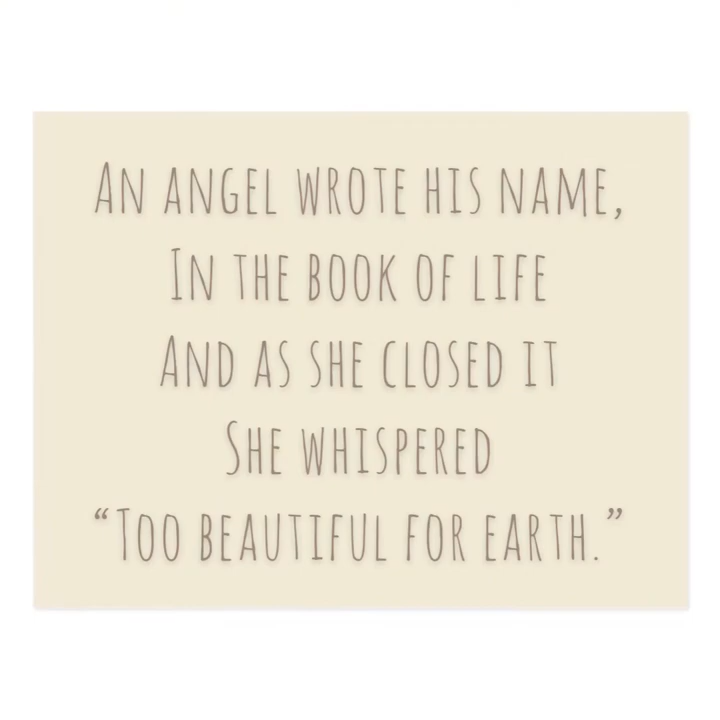 An angel wrote his name,
In the book of life
And as she closed it
She whispered
“Too beautiful for earth.”